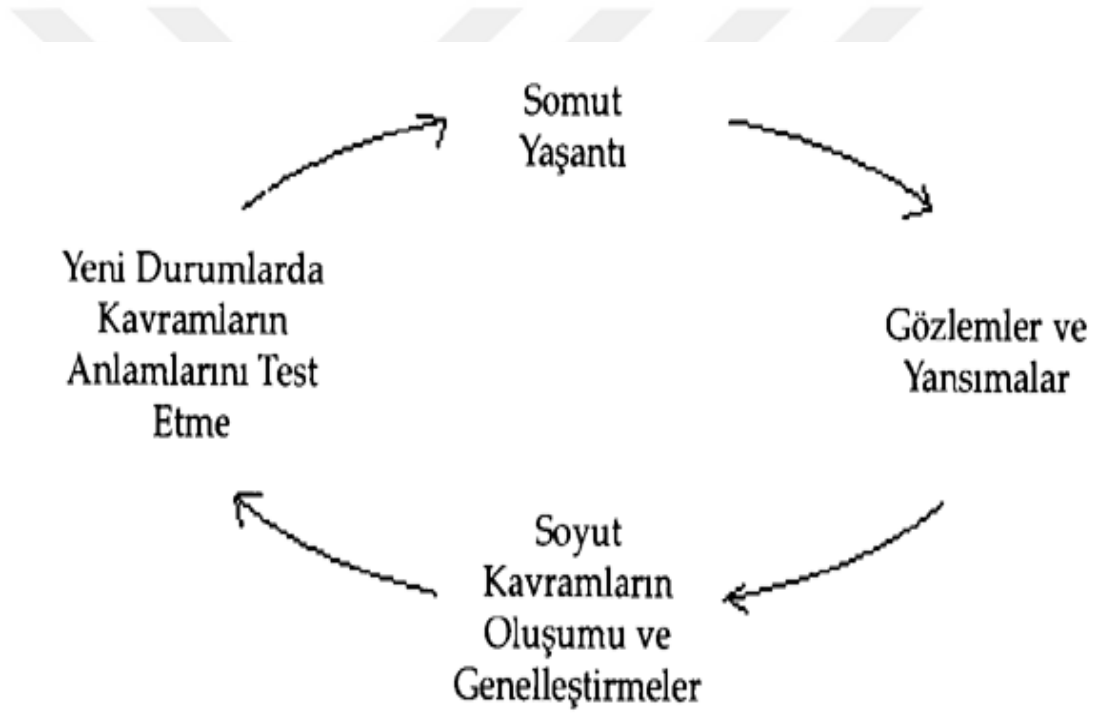 Somut
Yaşantı
Gözlemler ve
Yansımalar
Soyut
Kavramların
Oluşumu ve
Genelleştirmeler
Yeni Durumlarda
Kavramların
Anlamlarını Test
Etme